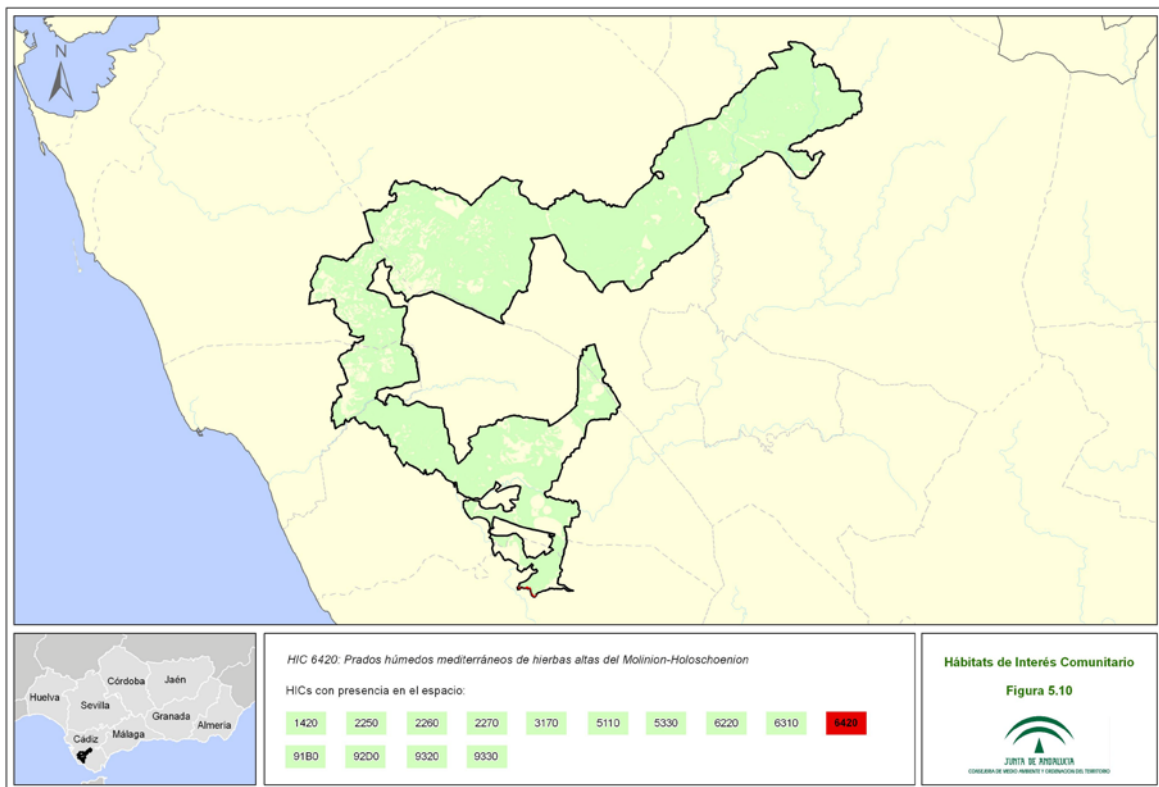 N
Huelva
Sevilla
Córdoba
Jaén
Cádiz
Málaga
Granada
Almería
HIC 6420: Prados húmedos mediterráneos de hierbas altas del Molinion-Holoschoenion
HICs con presencia en el espacio:
1420 2250 2260 2270 3170 5110 5330 6220 6310 6420
91B0 92D0 9320 9330
Hábitats de Interés Comunitario
Figura 5.10
JUNTA DE ANDALUCIA
CONSEJERIA DE MEDIO AMBIENTE Y ORDENACION DEL TERRITORIO